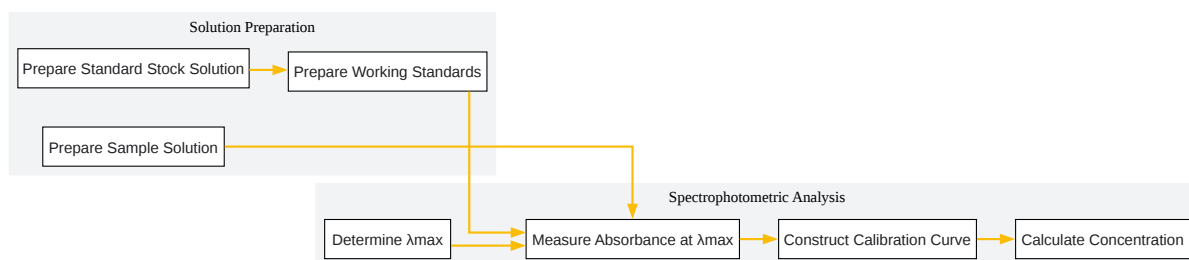 Solution Preparation
Prepare Standard Stock Solution
Prepare Working Standards
Prepare Sample Solution
Spectrophotometric Analysis
Determine λmax
Measure Absorbance at λmax
Construct Calibration Curve
Calculate Concentration